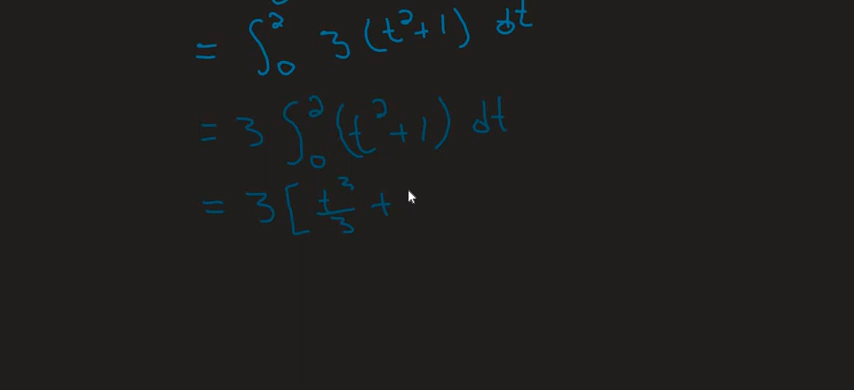 = ∫₀² 3 (t²+1) dt
= 3 ∫₀² (t²+1) dt
= 3 [ t³/3 +